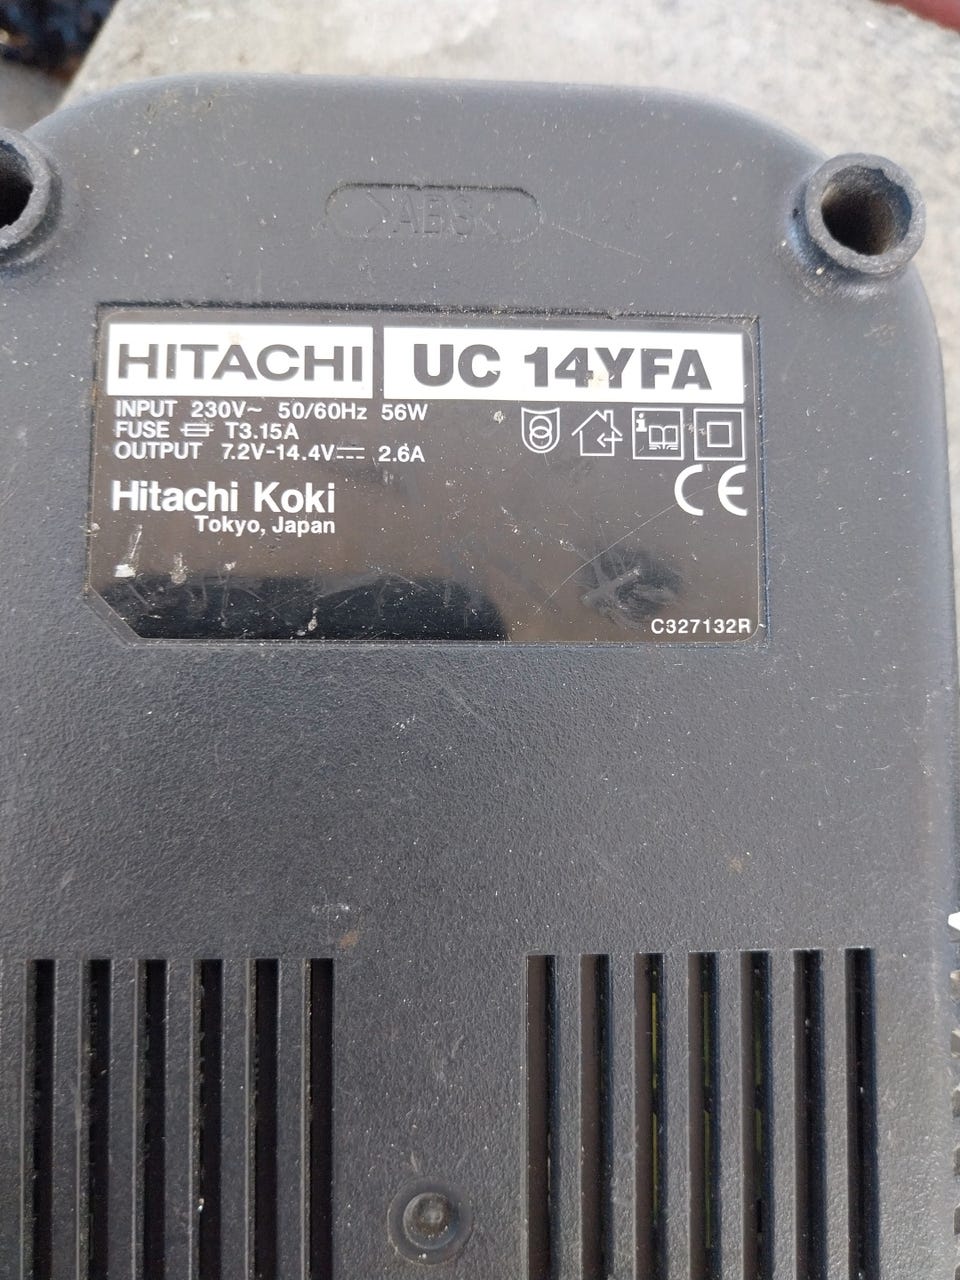 >ABS<
HITACHI UC 14YFA
INPUT 230V~ 50/60Hz 56W
FUSE T3.15A
OUTPUT 7.2V-14.4V⎓ 2.6A
i
CE
Hitachi Koki
Tokyo, Japan
C327132R